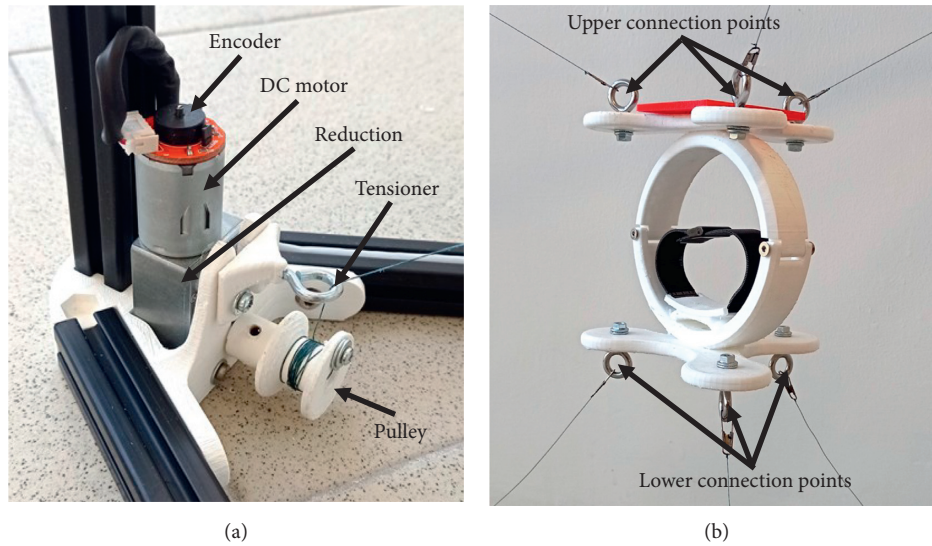 Encoder
DC motor
Reduction
Tensioner
Pulley
(a)
Upper connection points
Lower connection points
(b)